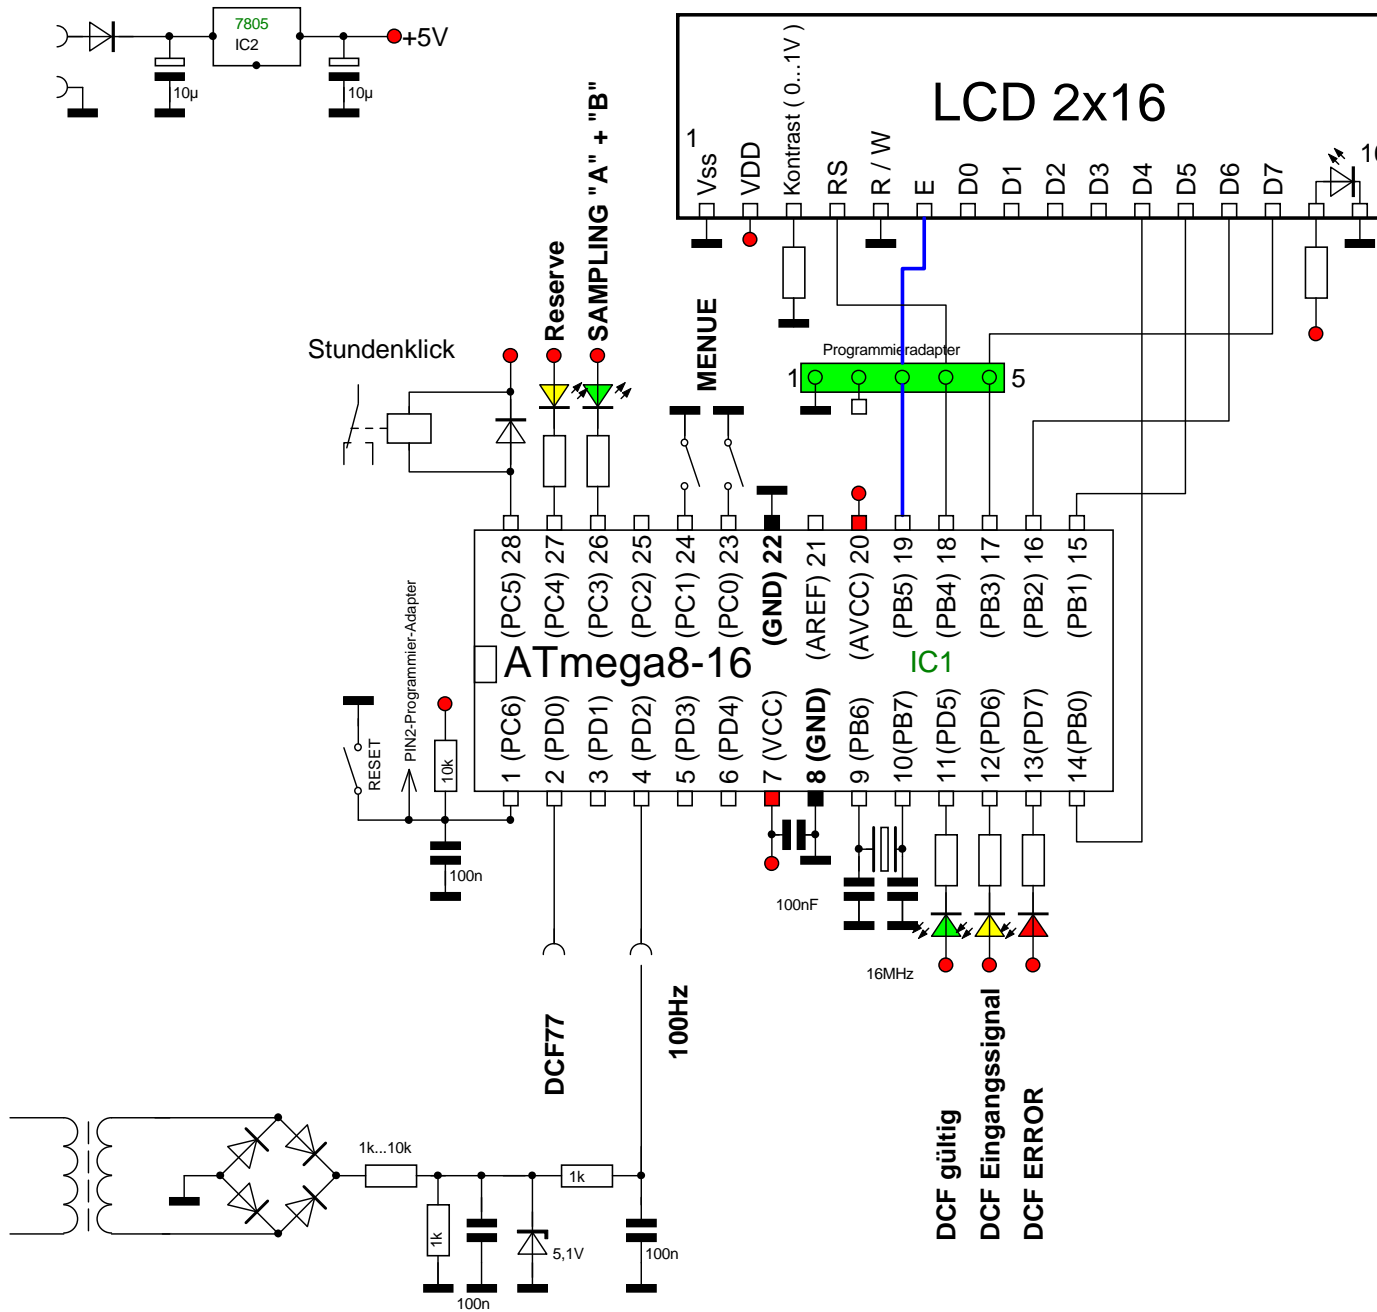 7805
IC2
+5V
10µ
10µ
LCD 2x16
1
Vss
VDD
Kontrast ( 0...1V )
RS
R / W
E
D0
D1
D2
D3
D4
D5
D6
D7
Reserve
SAMPLING "A" + "B"
MENUE
Stundenklick
Programmieradapter
1
5
(PC5) 28
(PC4) 27
(PC3) 26
(PC2) 25
(PC1) 24
(PC0) 23
(GND) 22
(AREF) 21
(AVCC) 20
(PB5) 19
(PB4) 18
(PB3) 17
(PB2) 16
(PB1) 15
ATmega8-16
IC1
1 (PC6)
2 (PD0)
3 (PD1)
4 (PD2)
5 (PD3)
6 (PD4)
7 (VCC)
8 (GND)
9 (PB6)
10(PB7)
11(PD5)
12(PD6)
13(PD7)
14(PB0)
RESET
PIN2-Programmier-Adapter
10k
100n
100nF
16MHz
DCF77
100Hz
DCF gültig
DCF Eingangssignal
DCF ERROR
1k...10k
1k
1k
5,1V
100n
100n